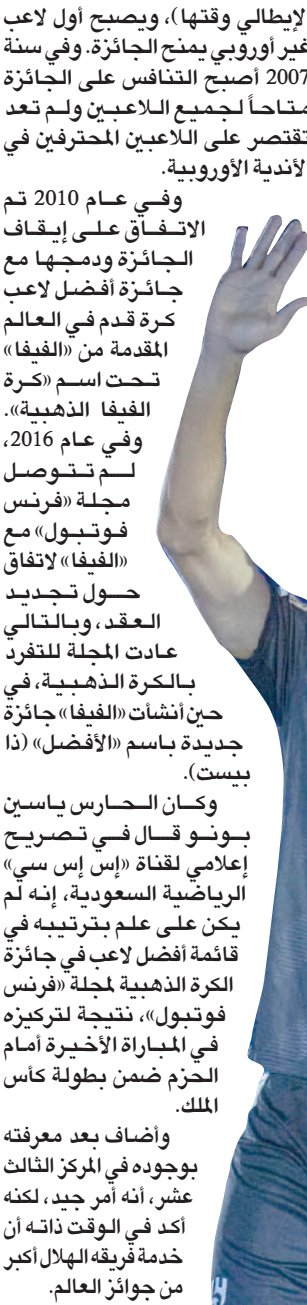 لإيطالي وقتها)، ويصبح أول لاعب
غير أوروبي يمنح الجائزة. وفي سنة
2007 أصبح التنافس على الجائزة
متاحاً لجميع اللاعبين ولم تعد
تقتصر على اللاعبين المحترفين في
لأندية الأوروبية.
وفي عام 2010 تم
الاتفاق على إيقاف
الجائزة ودمجها مع
جائزة أفضل لاعب
كرة قدم في العالم
المقدمة من «الفيفا»
تحت اسم «كرة
الفيفا الذهبية».
وفي عام 2016،
لم تتوصل
مجلة «فرنس
فوتبول» مع
«الفيفا» لاتفاق
حول تجديد
العقد، وبالتالي
عادت المجلة للتفرد
بالكرة الذهبية، في
حين أنشأت «الفيفا» جائزة
جديدة باسم «الأفضل» (ذا
بيست).
وكان الحارس ياسين
بونو قال في تصريح
إعلامي لقناة «إس إس سي»
الرياضية السعودية، إنه لم
يكن على علم بترتيبه في
قائمة أفضل لاعب في جائزة
الكرة الذهبية لمجلة «فرنس
فوتبول»، نتيجة لتركيزه
في المباراة الأخيرة أمام
الحزم ضمن بطولة كأس
الملك.
وأضاف بعد معرفته
بوجوده في المركز الثالث
عشر، أنه أمر جيد، لكنه
أكد في الوقت ذاته أن
خدمة فريقه الهلال أكبر
من جوائز العالم.